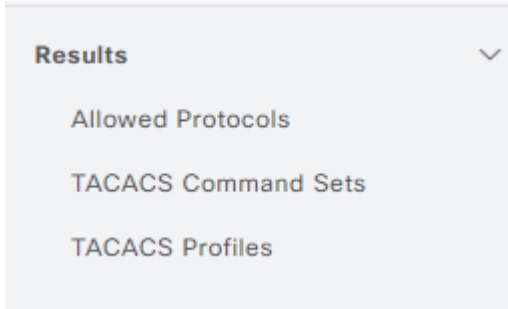 Results
Allowed Protocols
TACACS Command Sets
TACACS Profiles